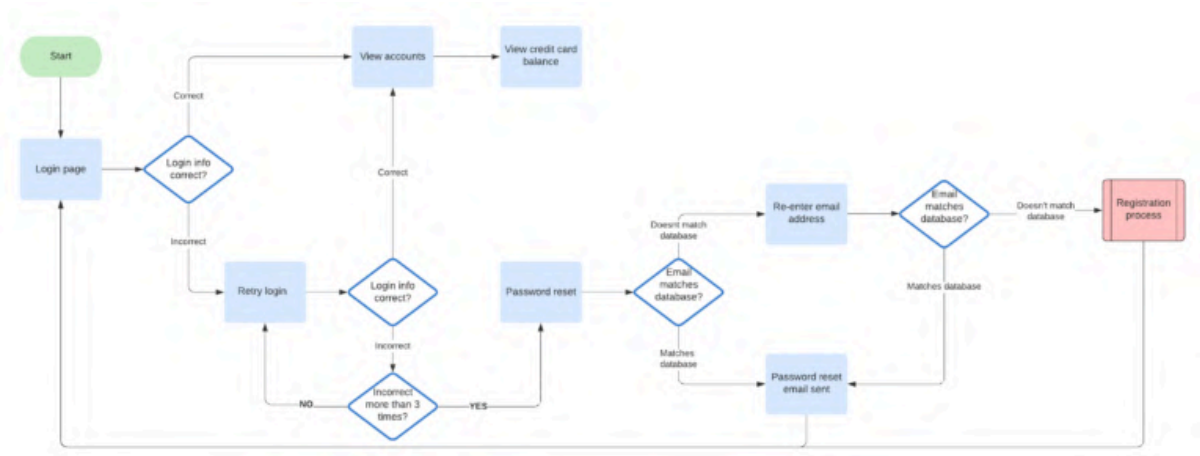 Start
View accounts
View credit card
balance
Correct
Login page
Login info
correct?
Correct
Incorrect
Retry login
Login info
correct?
Incorrect
Incorrect
more than 3
times?
NO
YES
Password reset
Email
matches
database?
Doesnt match
database
Matches
database
Re-enter email
address
Email
matches
database?
Doesn't match
database
Registration
process
Matches database
Password reset
email sent